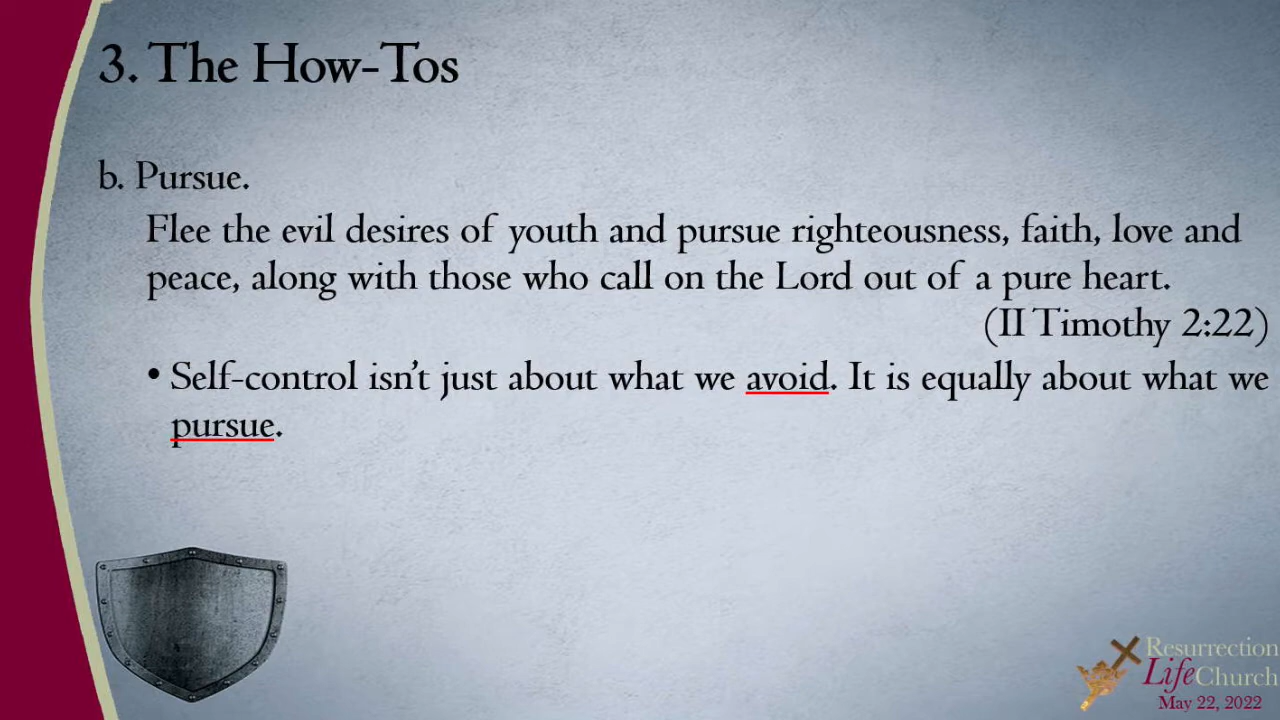 3. The How-Tos
b. Pursue.
Flee the evil desires of youth and pursue righteousness, faith, love and
peace, along with those who call on the Lord out of a pure heart.
(II Timothy 2:22)
• Self-control isn't just about what we avoid. It is equally about what we
pursue.
Resurrection
LifeChurch
May 22, 2022